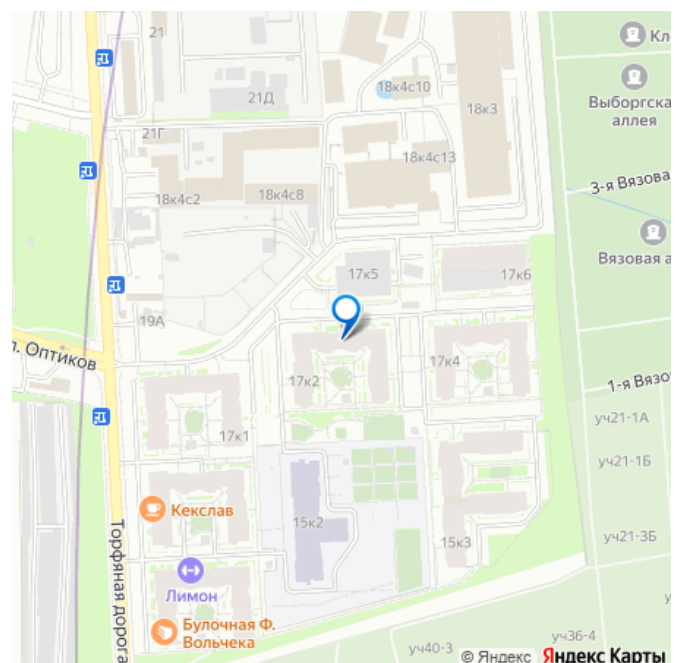 21
Кл
21Д
18к4с10
18к3
Выборгска
аллея
21Г
18к4с13
3-я Вязова
18к4с2
18к4с8
Вязовая а
17к5
17к6
19А
л. Оптиков
17к4
17к2
1-я Вязо
уч21-1А
17к1
уч21-1Б
Кекслав
15к2
уч21-3Б
15к3
Торфяная дорога
Лимон
Булочная Ф.
Вольчека
уч36-4
уч40-3
© Яндекс Яндекс Карты